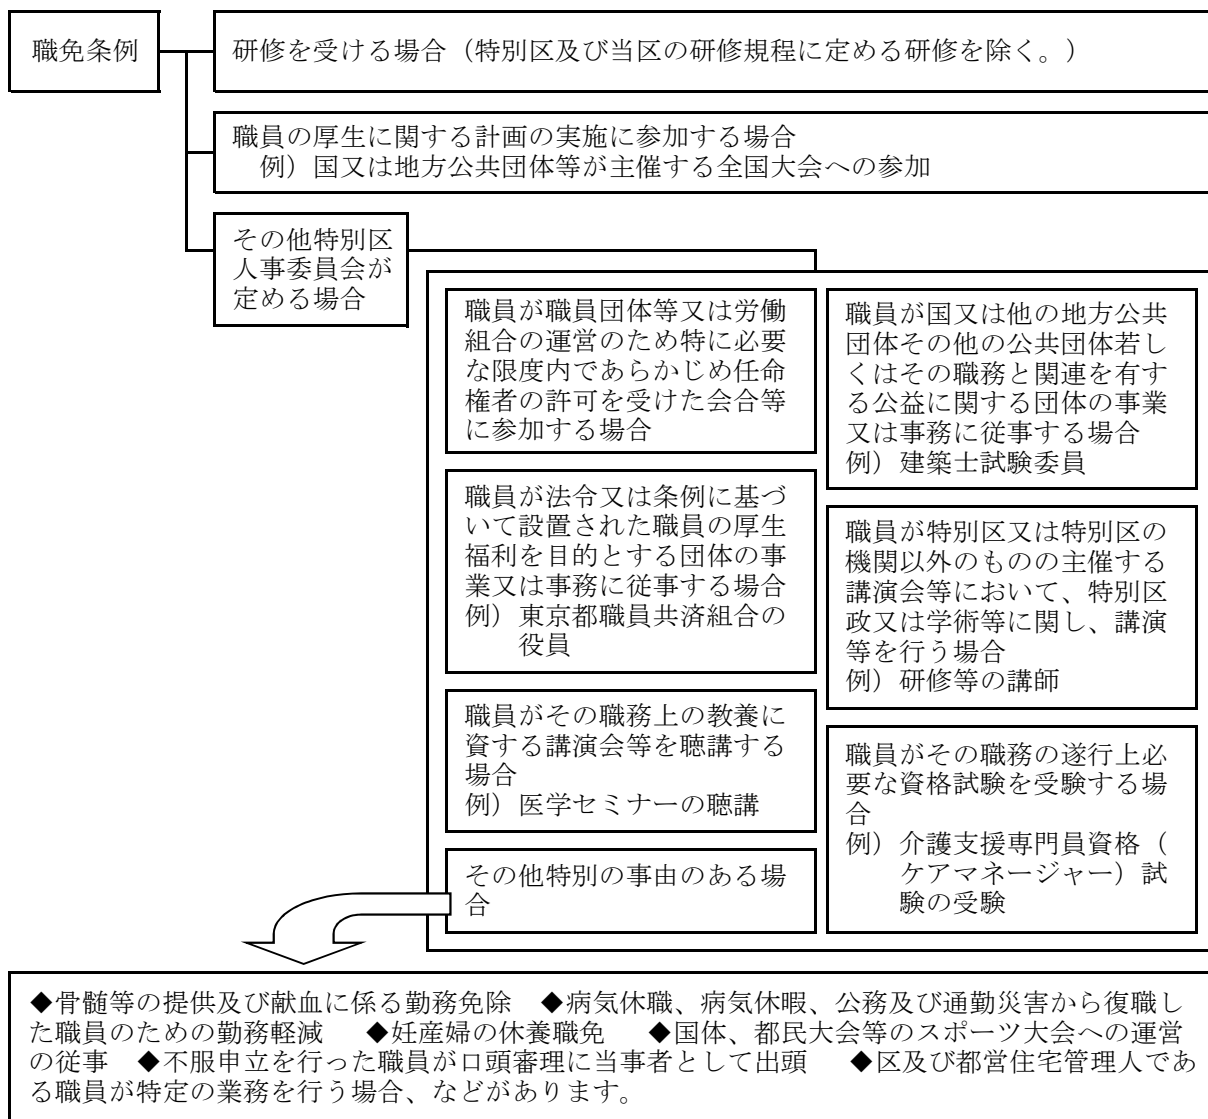 職免条例
研修を受ける場合（特別区及び当区の研修規程に定める研修を除く。）
職員の厚生に関する計画の実施に参加する場合
例）国又は地方公共団体等が主催する全国大会への参加
その他特別区
人事委員会が
定める場合
職員が職員団体等又は労働
組合の運営のため特に必要
な限度内であらかじめ任命
権者の許可を受けた会合等
に参加する場合
職員が国又は他の地方公共
団体その他の公共団体若し
くはその職務と関連を有す
る公益に関する団体の事業
又は事務に従事する場合
例）建築士試験委員
職員が法令又は条例に基づ
いて設置された職員の厚生
福利を目的とする団体の事
業又は事務に従事する場合
例）東京都職員共済組合の
役員
職員が特別区又は特別区の
機関以外のものの主催する
講演会等において、特別区
政又は学術等に関し、講演
等を行う場合
例）研修等の講師
職員がその職務上の教養に
資する講演会等を聴講する
場合
例）医学セミナーの聴講
職員がその職務の遂行上必
要な資格試験を受験する場
合
例）介護支援専門員資格（
ケアマネージャー）試
験の受験
その他特別の事由のある場
合
◆骨髄等の提供及び献血に係る勤務免除　◆病気休職、病気休暇、公務及び通勤災害から復職し
た職員のための勤務軽減　◆妊産婦の休養職免　◆国体、都民大会等のスポーツ大会への運営
の従事　◆不服申立を行った職員が口頭審理に当事者として出頭　◆区及び都営住宅管理人であ
る職員が特定の業務を行う場合、などがあります。